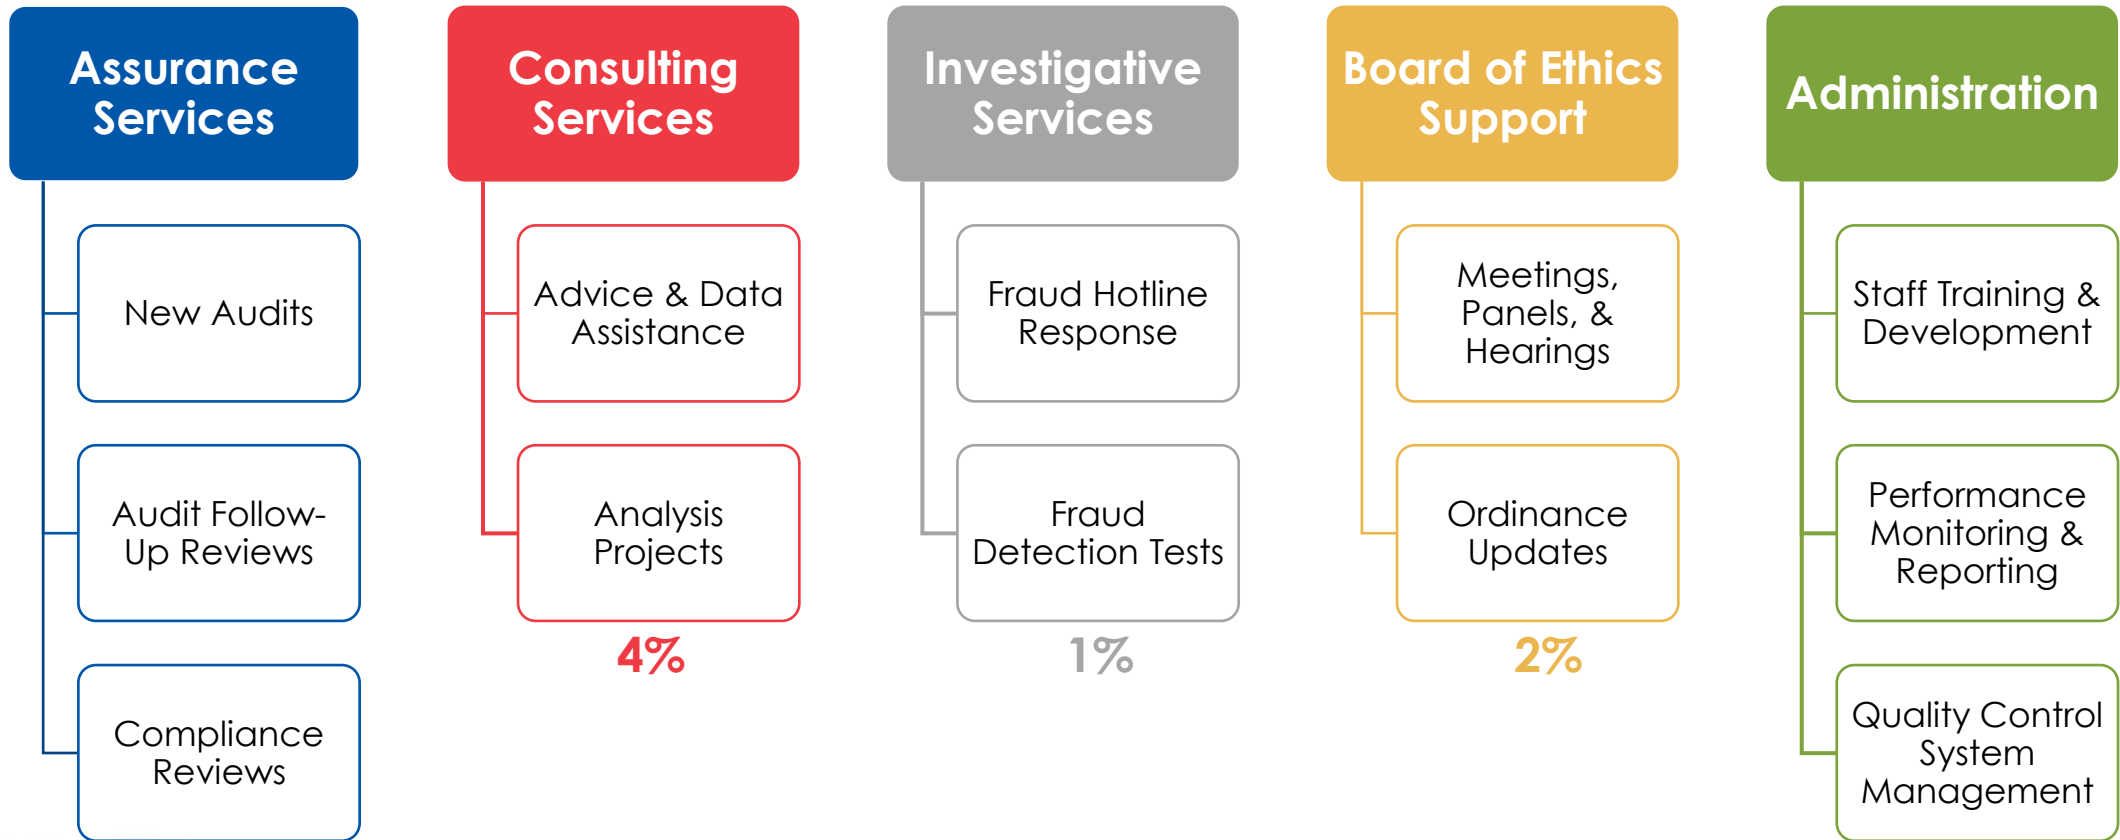 Assurance
Services
New Audits
Audit Follow-
Up Reviews
Compliance
Reviews
Consulting
Services
Advice & Data
Assistance
Analysis
Projects
4%
Investigative
Services
Fraud Hotline
Response
Fraud
Detection Tests
1%
Board of Ethics
Support
Meetings,
Panels, &
Hearings
Ordinance
Updates
2%
Administration
Staff Training &
Development
Performance
Monitoring &
Reporting
Quality Control
System
Management